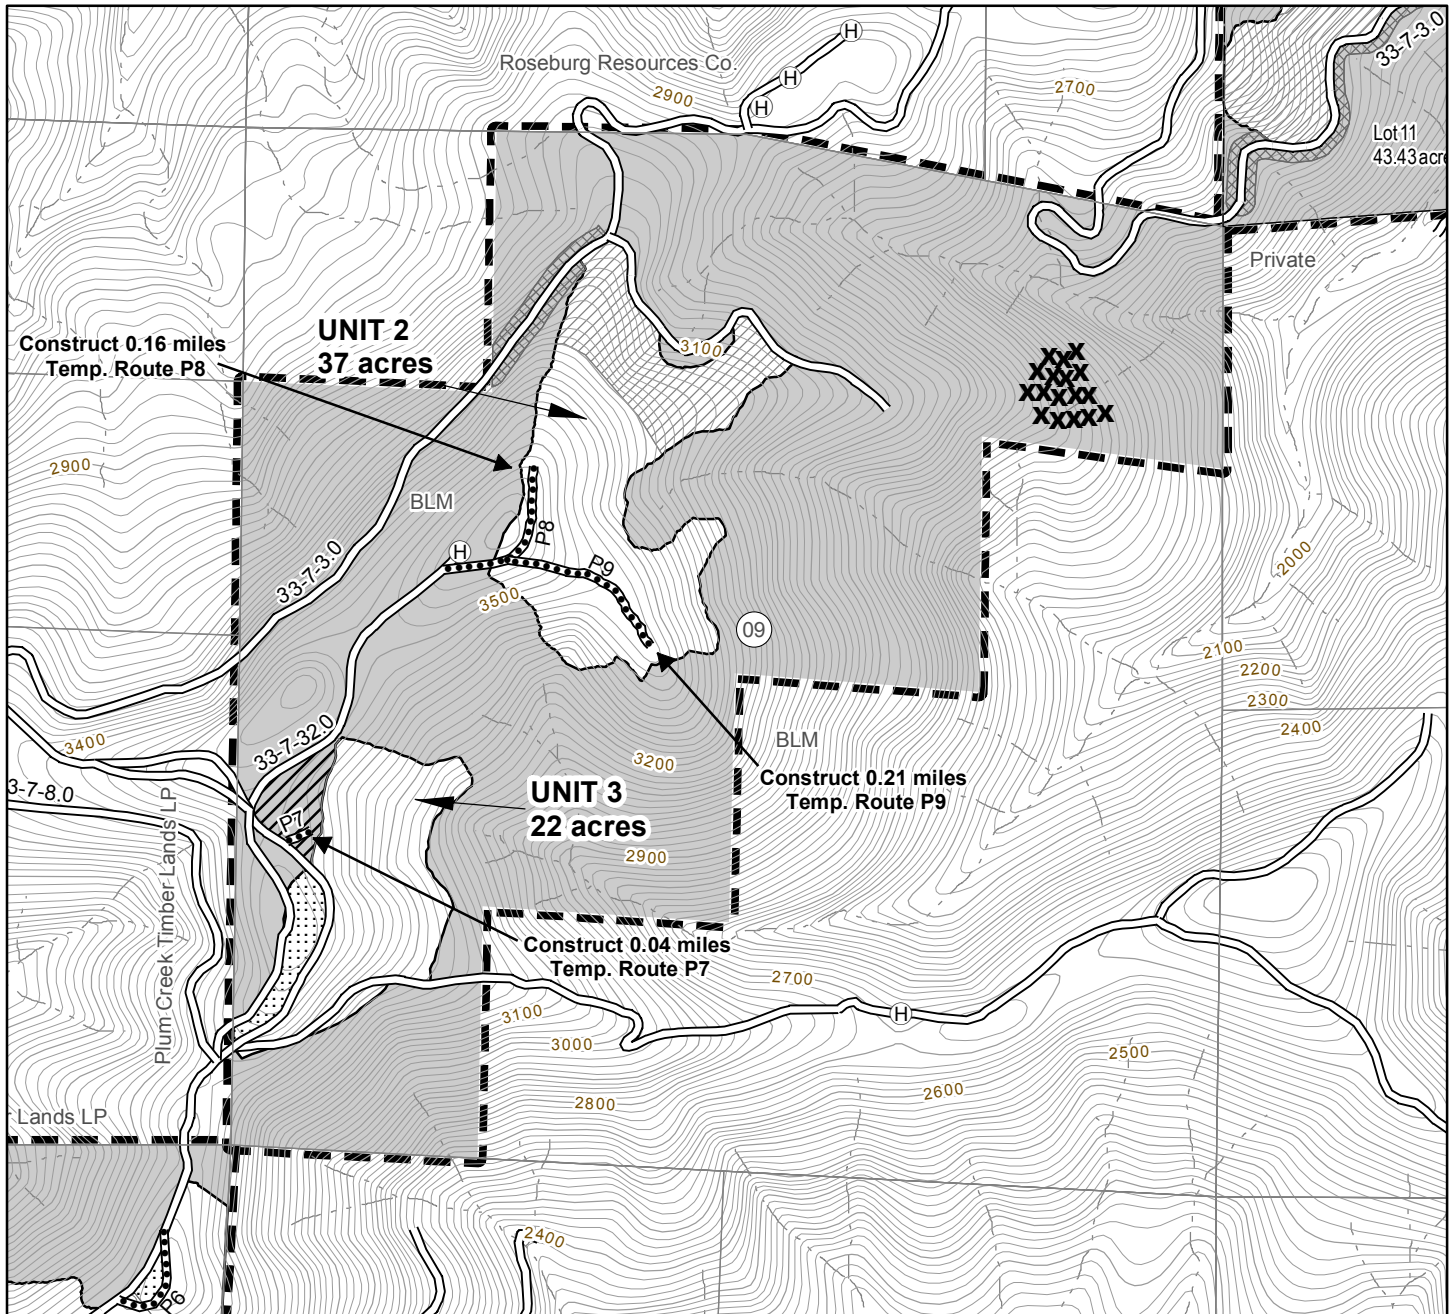 H
Roseburg Resources Co.
H
H
2900
2700
33-7-3.0
Lot 11
43.43 acre
Private
UNIT 2
37 acres
Construct 0.16 miles
Temp. Route P8
3100
X X X
X X X X
X X X X X
X X X X X
2900
BLM
P8
H
P9
33-7-3.0
3500
2000
09
2100
2200
2300
2400
3400
33-7-32.0
BLM
3200
Construct 0.21 miles
Temp. Route P9
3-7-8.0
UNIT 3
22 acres
P7
2900
Plum Creek Timber Lands LP
Construct 0.04 miles
Temp. Route P7
2700
3100
H
3000
2500
2600
2800
Lands LP
2400
P6